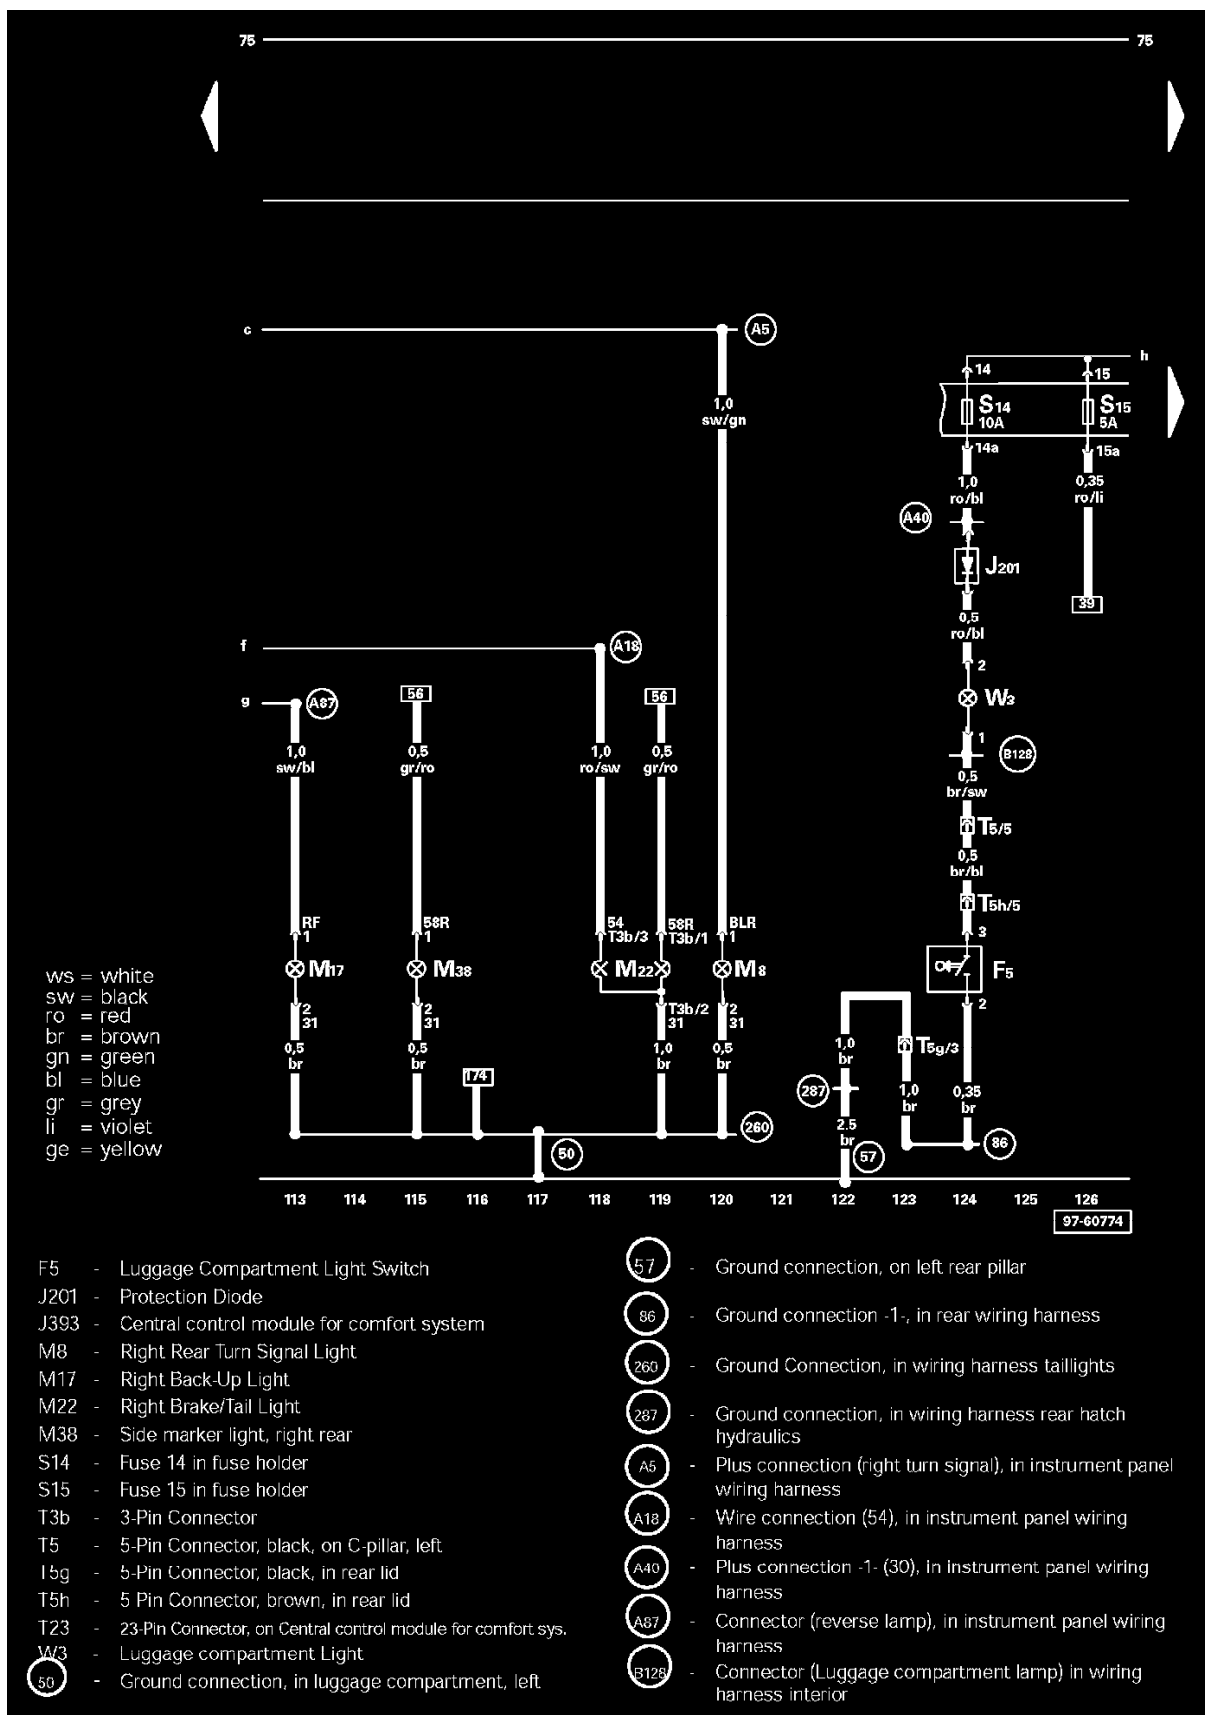 75 75
c A5
h
14 15
S14 S15
10A 5A
1,0
sw/gn
14a 15a
1,0 0,35
ro/bl ro/li
A40
J201
39
0,5
ro/bl
f A18
2
g A87 56 56 W3
1
B128
1,0 0,5 1,0 0,5
sw/bl gr/ro ro/sw gr/ro
0,5
br/sw
T5/5
0,5
br/bl
T5h/5
RF 58R 54 58R BLR
1 1 T3b/3 T3b/1 1 3
M17 M38 M22 M8 F5
2 2 T3b/2 2 2
31 31 31 31
ws = white
sw = black
ro = red
br = brown
gn = green
bl = blue
gr = grey
li = violet
ge = yellow
0,5 0,5 1,0 0,5 1,0 T5g/3
br br br br br
T74 287 1,0 0,35
br br
260 2.5
br
50 57 86
113 114 115 116 117 118 119 120 121 122 123 124 125 126
97-60774
F5 - Luggage Compartment Light Switch
J201 - Protection Diode
J393 - Central control module for comfort system
M8 - Right Rear Turn Signal Light
M17 - Right Back-Up Light
M22 - Right Brake/Tail Light
M38 - Side marker light, right rear
S14 - Fuse 14 in fuse holder
S15 - Fuse 15 in fuse holder
T3b - 3-Pin Connector
T5 - 5-Pin Connector, black, on C-pillar, left
T5g - 5-Pin Connector, black, in rear lid
T5h - 5 Pin Connector, brown, in rear lid
T23 - 23-Pin Connector, on Central control module for comfort sys.
W3 - Luggage compartment Light
50 - Ground connection, in luggage compartment, left
57 - Ground connection, on left rear pillar
86 - Ground connection -1-, in rear wiring harness
260 - Ground Connection, in wiring harness taillights
287 - Ground connection, in wiring harness rear hatch
hydraulics
A5 - Plus connection (right turn signal), in instrument panel
wiring harness
A18 - Wire connection (54), in instrument panel wiring
harness
A40 - Plus connection -1- (30), in instrument panel wiring
harness
A87 - Connector (reverse lamp), in instrument panel wiring
harness
B128 - Connector (Luggage compartment lamp) in wiring
harness interior